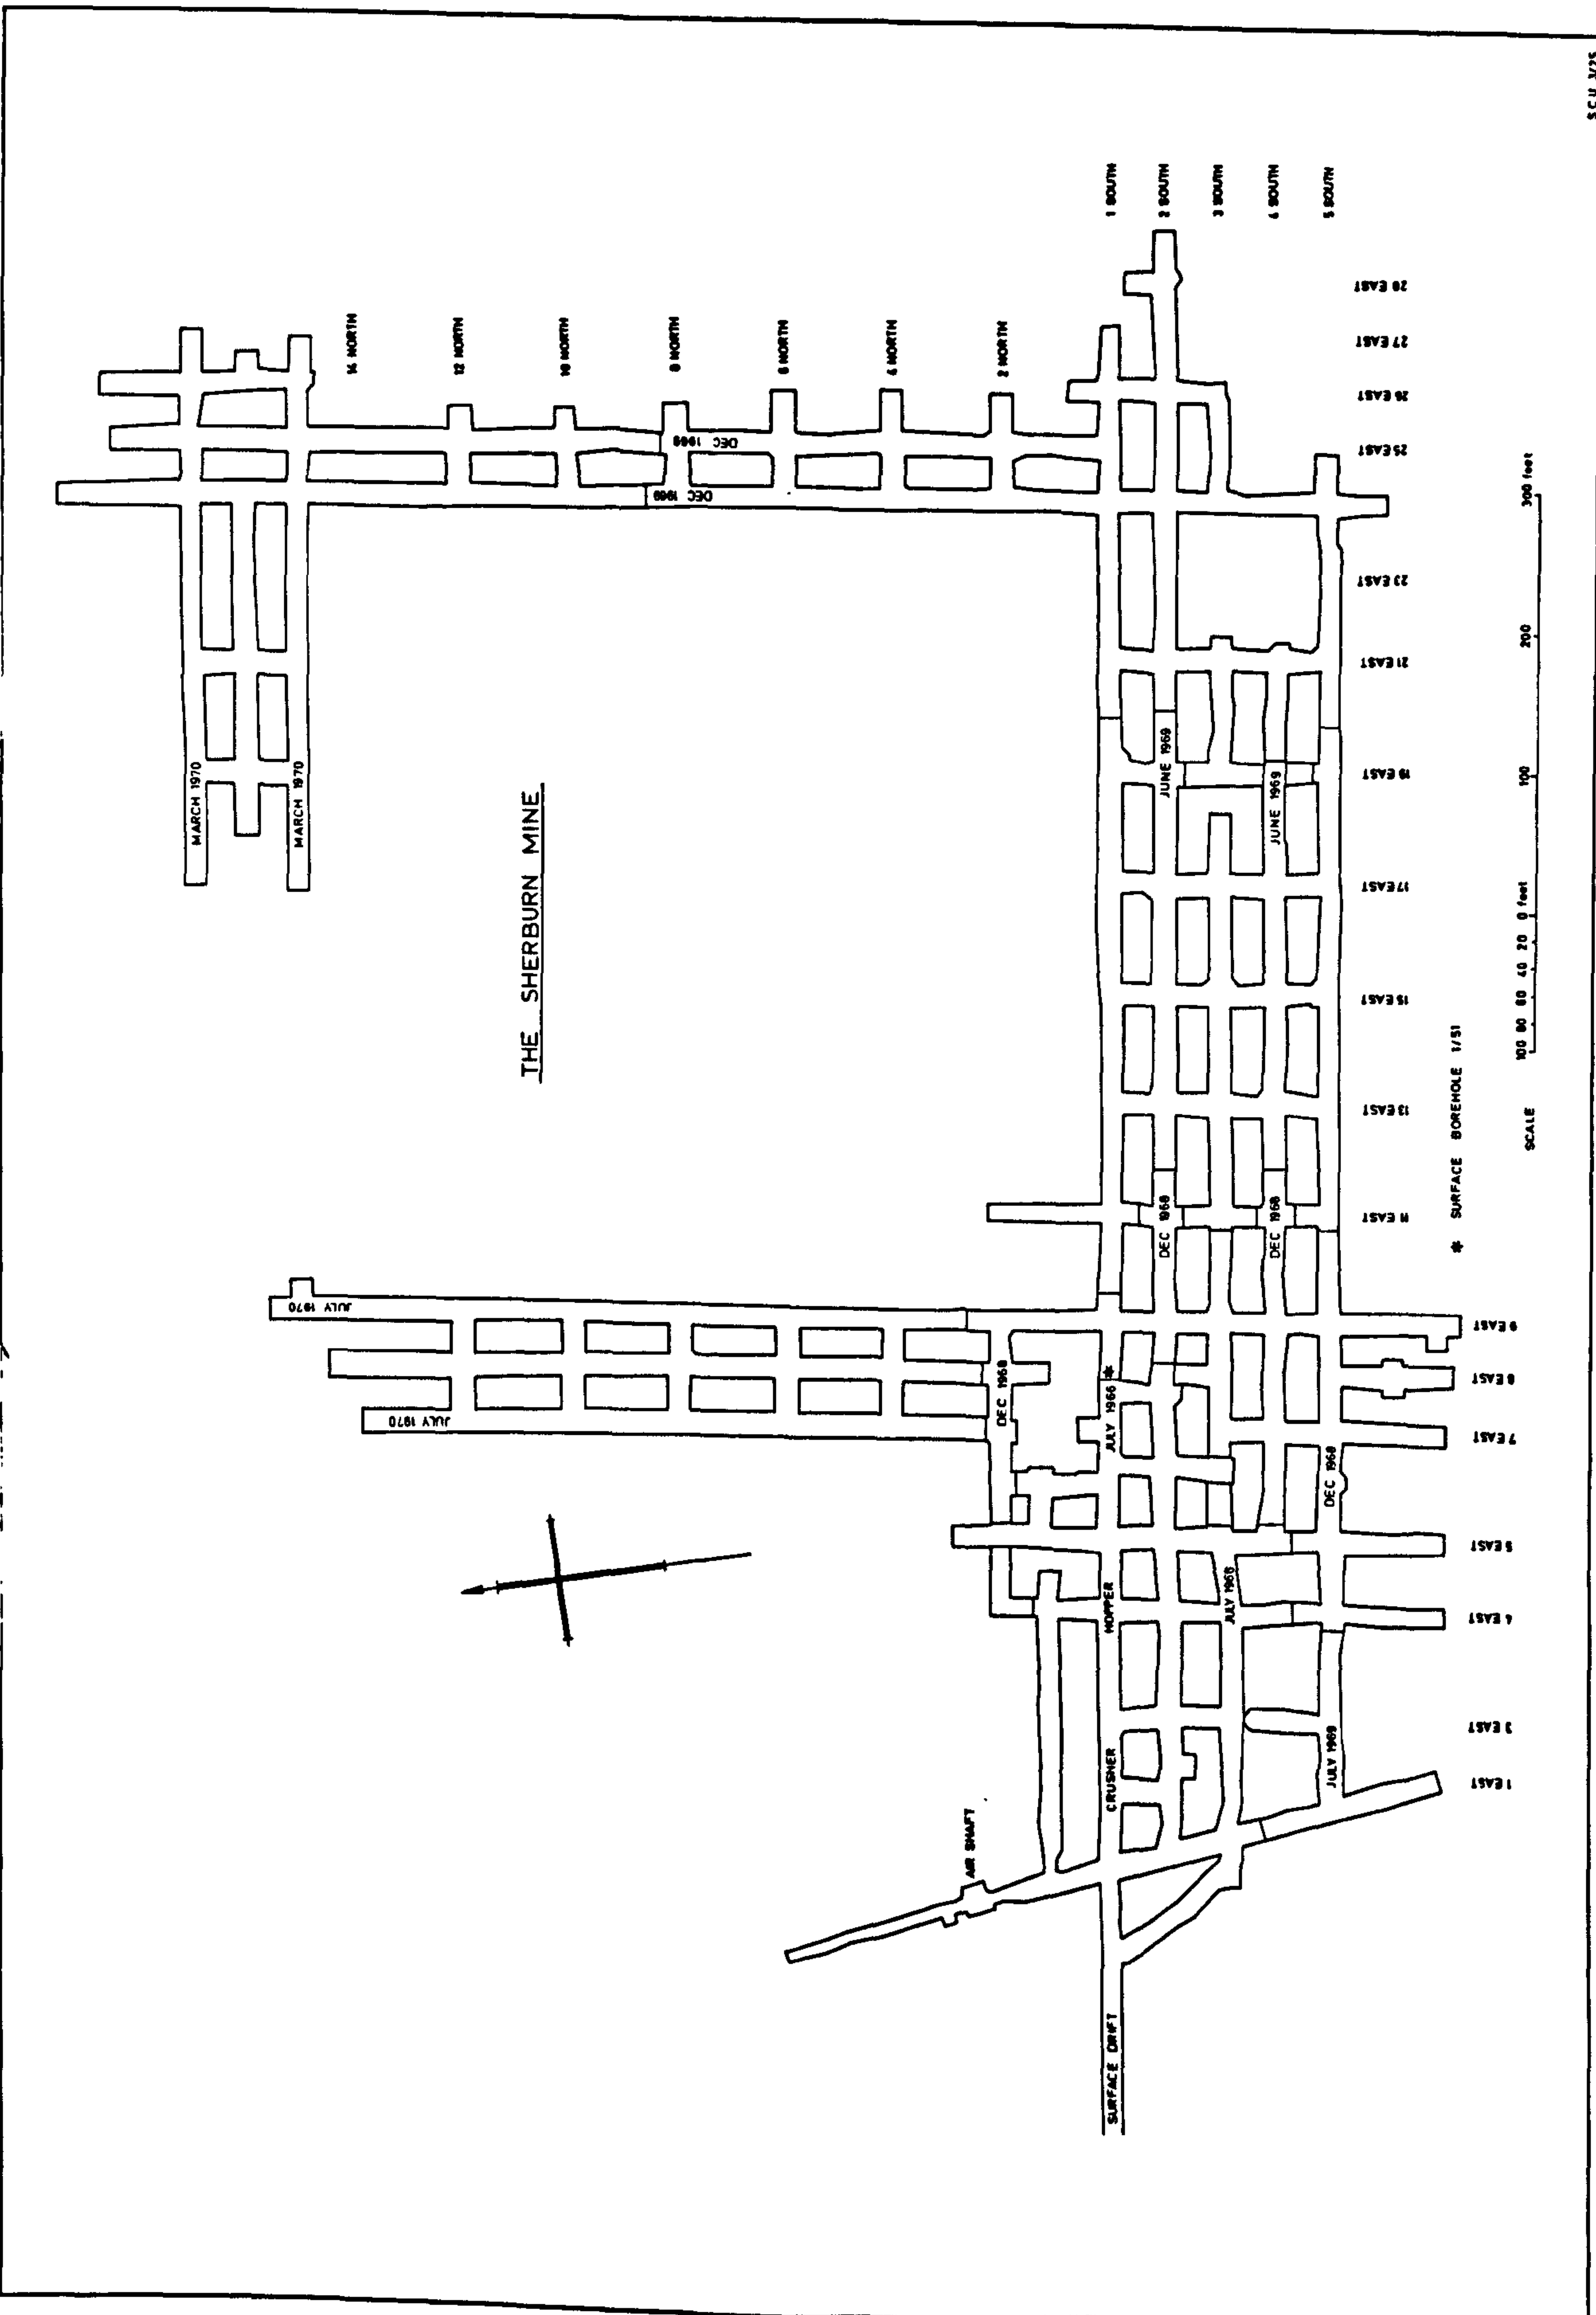 THE SHERBURN MINE
MARCH 1970
MARCH 1970
14 NORTH
12 NORTH
10 NORTH
8 NORTH
6 NORTH
4 NORTH
2 NORTH
DEC 1969
DEC 1969
1 SOUTH
2 SOUTH
3 SOUTH
4 SOUTH
5 SOUTH
JULY 1970
JULY 1970
DEC 1968
JULY 1966 *
DEC 1968
DEC 1968
JUNE 1969
JUNE 1969
DEC 1968
HOPPER
JULY 1968
CRUSHER
JULY 1969
AIR SHAFT
SURFACE DRIFT
1 EAST
3 EAST
4 EAST
5 EAST
7 EAST
8 EAST
9 EAST
11 EAST
13 EAST
15 EAST
17 EAST
19 EAST
21 EAST
23 EAST
25 EAST
26 EAST
27 EAST
28 EAST
* SURFACE BOREHOLE 1/51
SCALE 100 80 60 40 20 0 feet 100 200 300 feet